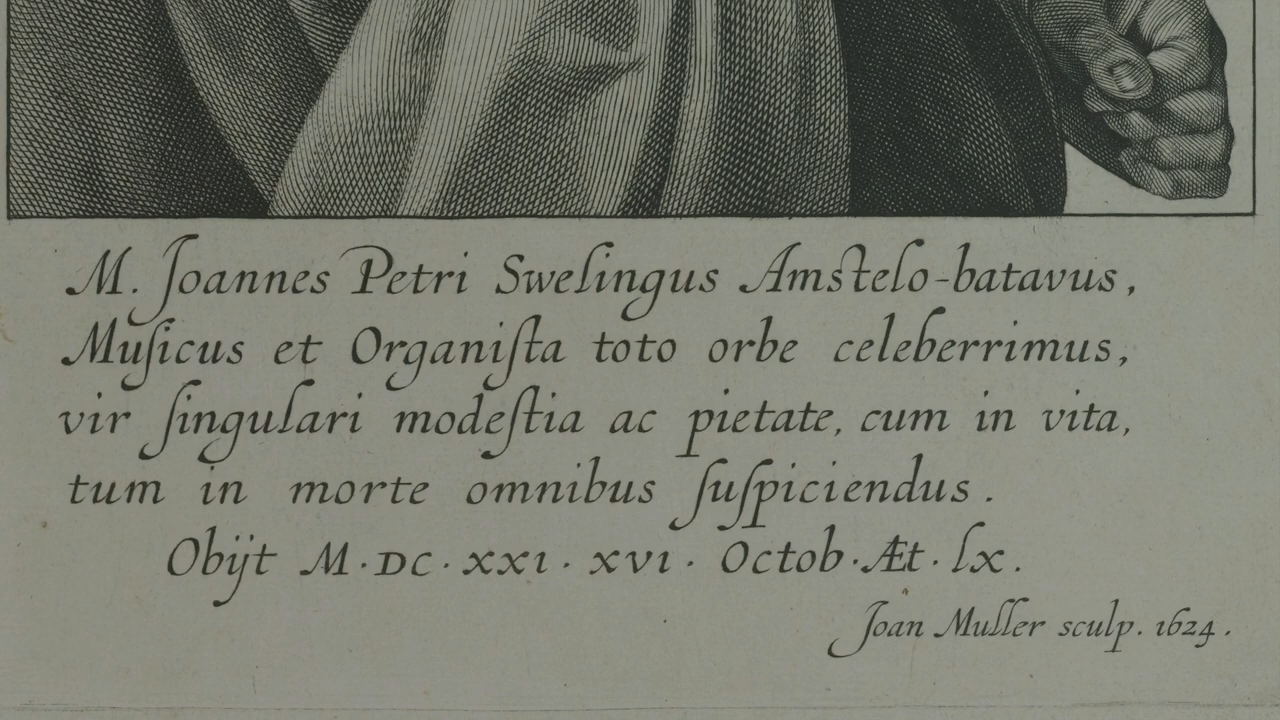 M. Joannes Petri Swelingus Amstelo-batavus,
Muſicus et Organiſta toto orbe celeberrimus,
vir ſingulari modeſtia ac pietate, cum in vita,
tum in morte omnibus ſuſpiciendus.
Obijt M·DC·XXI·XVI· Octob·Æt·lx.
Joan Muller sculp. 1624.